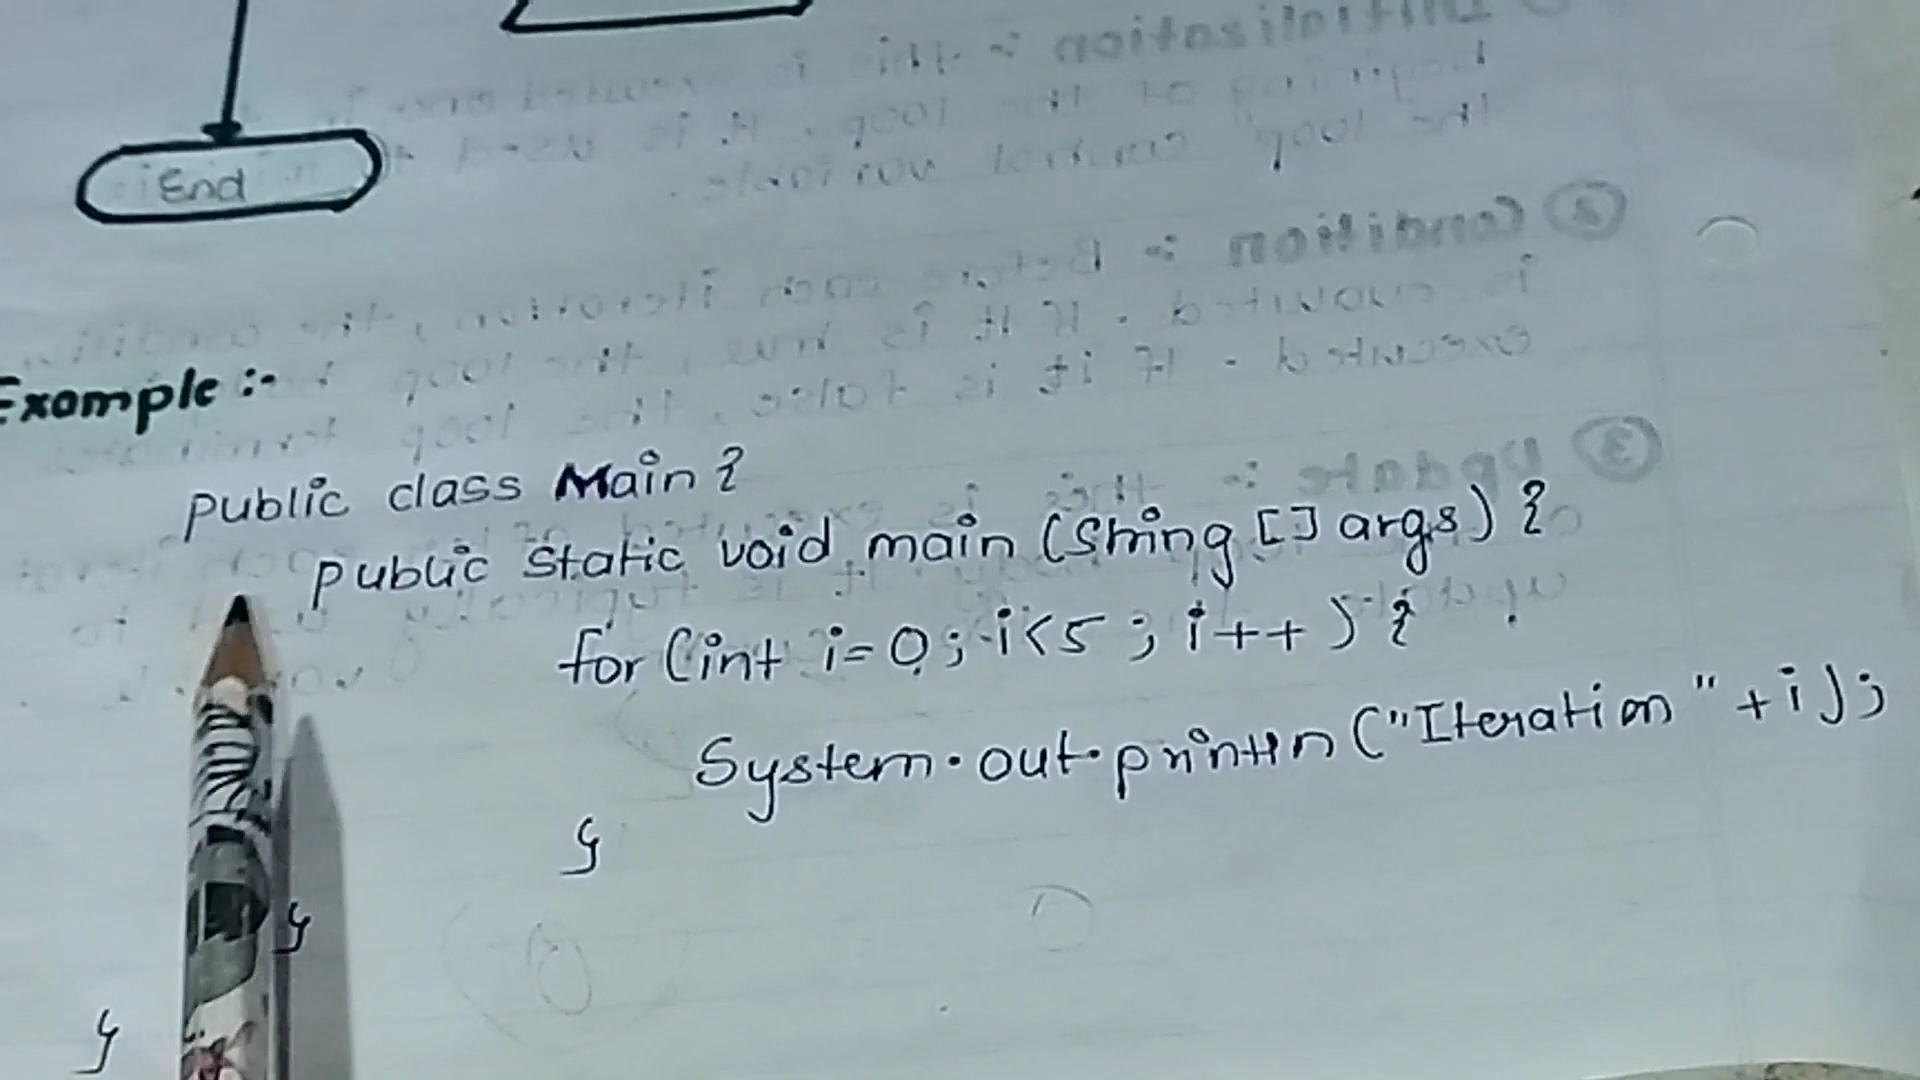 End
Example :-
public class Main {
public static void main (String [] args) {
for (int i=0; i<5 ; i++ ) {
System.out.println ("Iteration " +i);
}
}
}